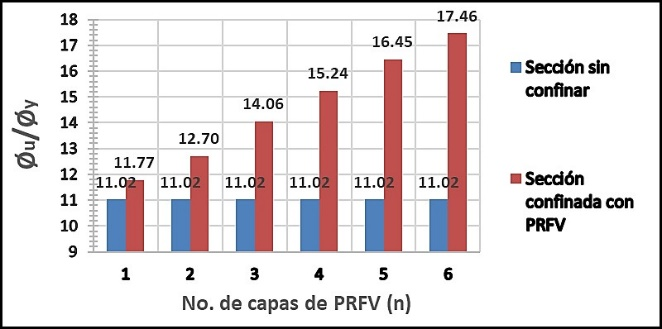 18
17
16
15
14
13
12
11
10
9
Øu/Øy
11.77
12.70
14.06
15.24
16.45
17.46
11.02 11.02 11.02 11.02 11.02 11.02
1 2 3 4 5 6
No. de capas de PRFV (n)
Sección sin
confinar
Sección
confinada con
PRFV